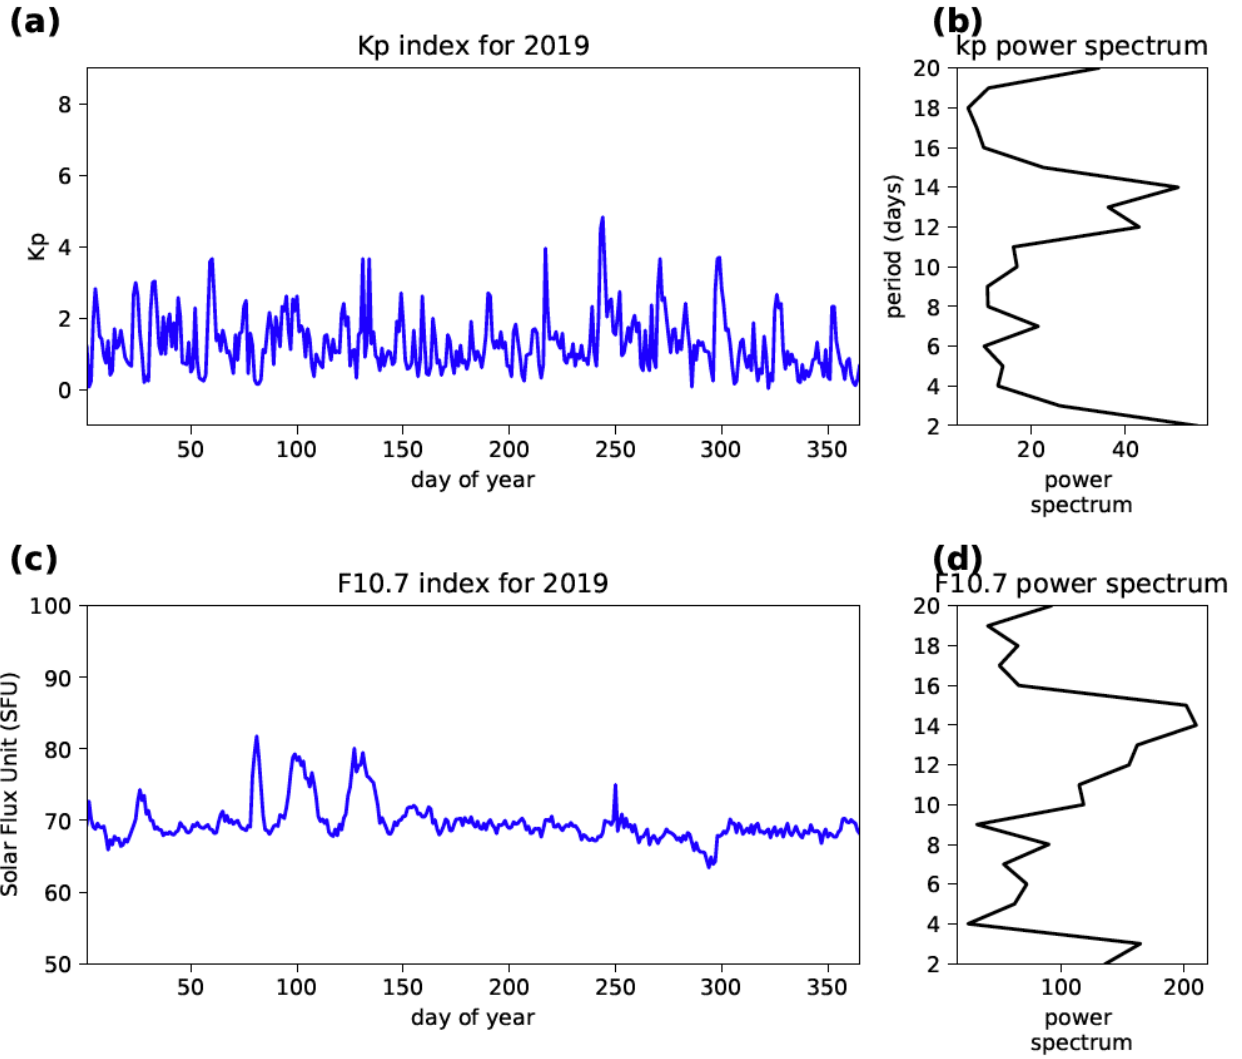 (a)
Kp index for 2019
8
6
4
2
0
Kp
50 100 150 200 250 300 350
day of year
(b)
kp power spectrum
20
18
16
14
12
10
8
6
4
2
period (days)
20 40
power
spectrum
(c)
F10.7 index for 2019
100
90
80
70
60
50
Solar Flux Unit (SFU)
50 100 150 200 250 300 350
day of year
(d)
F10.7 power spectrum
20
18
16
14
12
10
8
6
4
2
100 200
power
spectrum